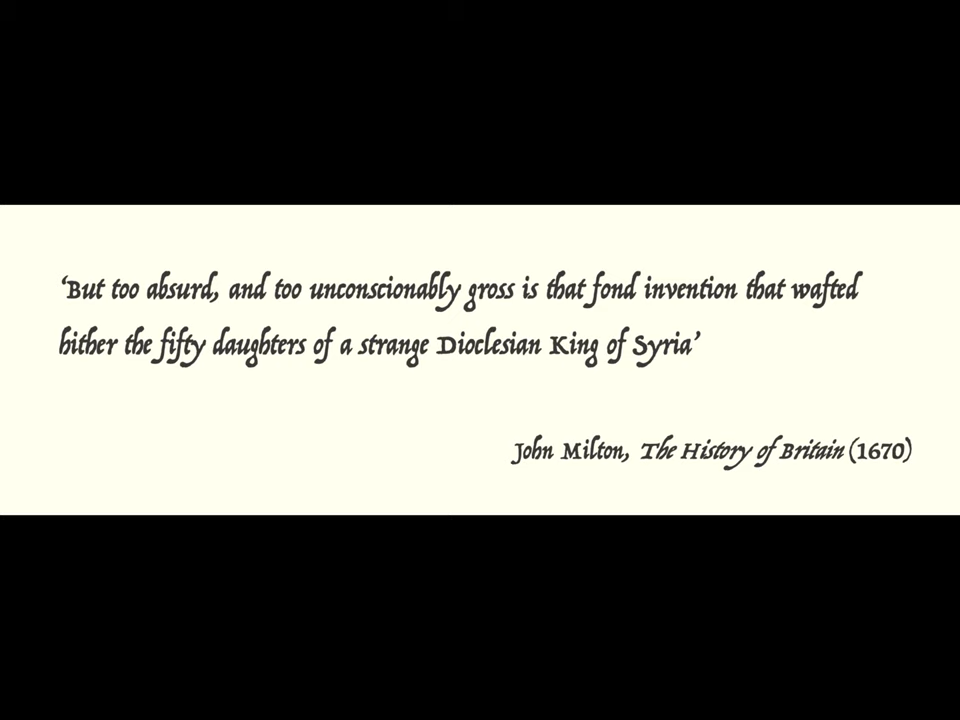 ‘But too absurd, and too unconscionably gross is that fond invention that wafted
hither the fifty daughters of a strange Dioclesian King of Syria’
John Milton, The History of Britain (1670)